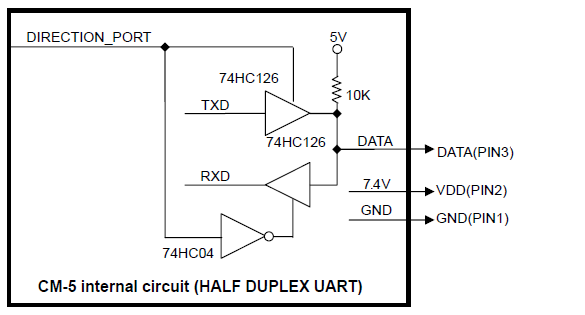 DIRECTION_PORT
5V
74HC126
10K
TXD
74HC126
DATA
DATA(PIN3)
RXD
7.4V
VDD(PIN2)
GND
GND(PIN1)
74HC04
CM-5 internal circuit (HALF DUPLEX UART)